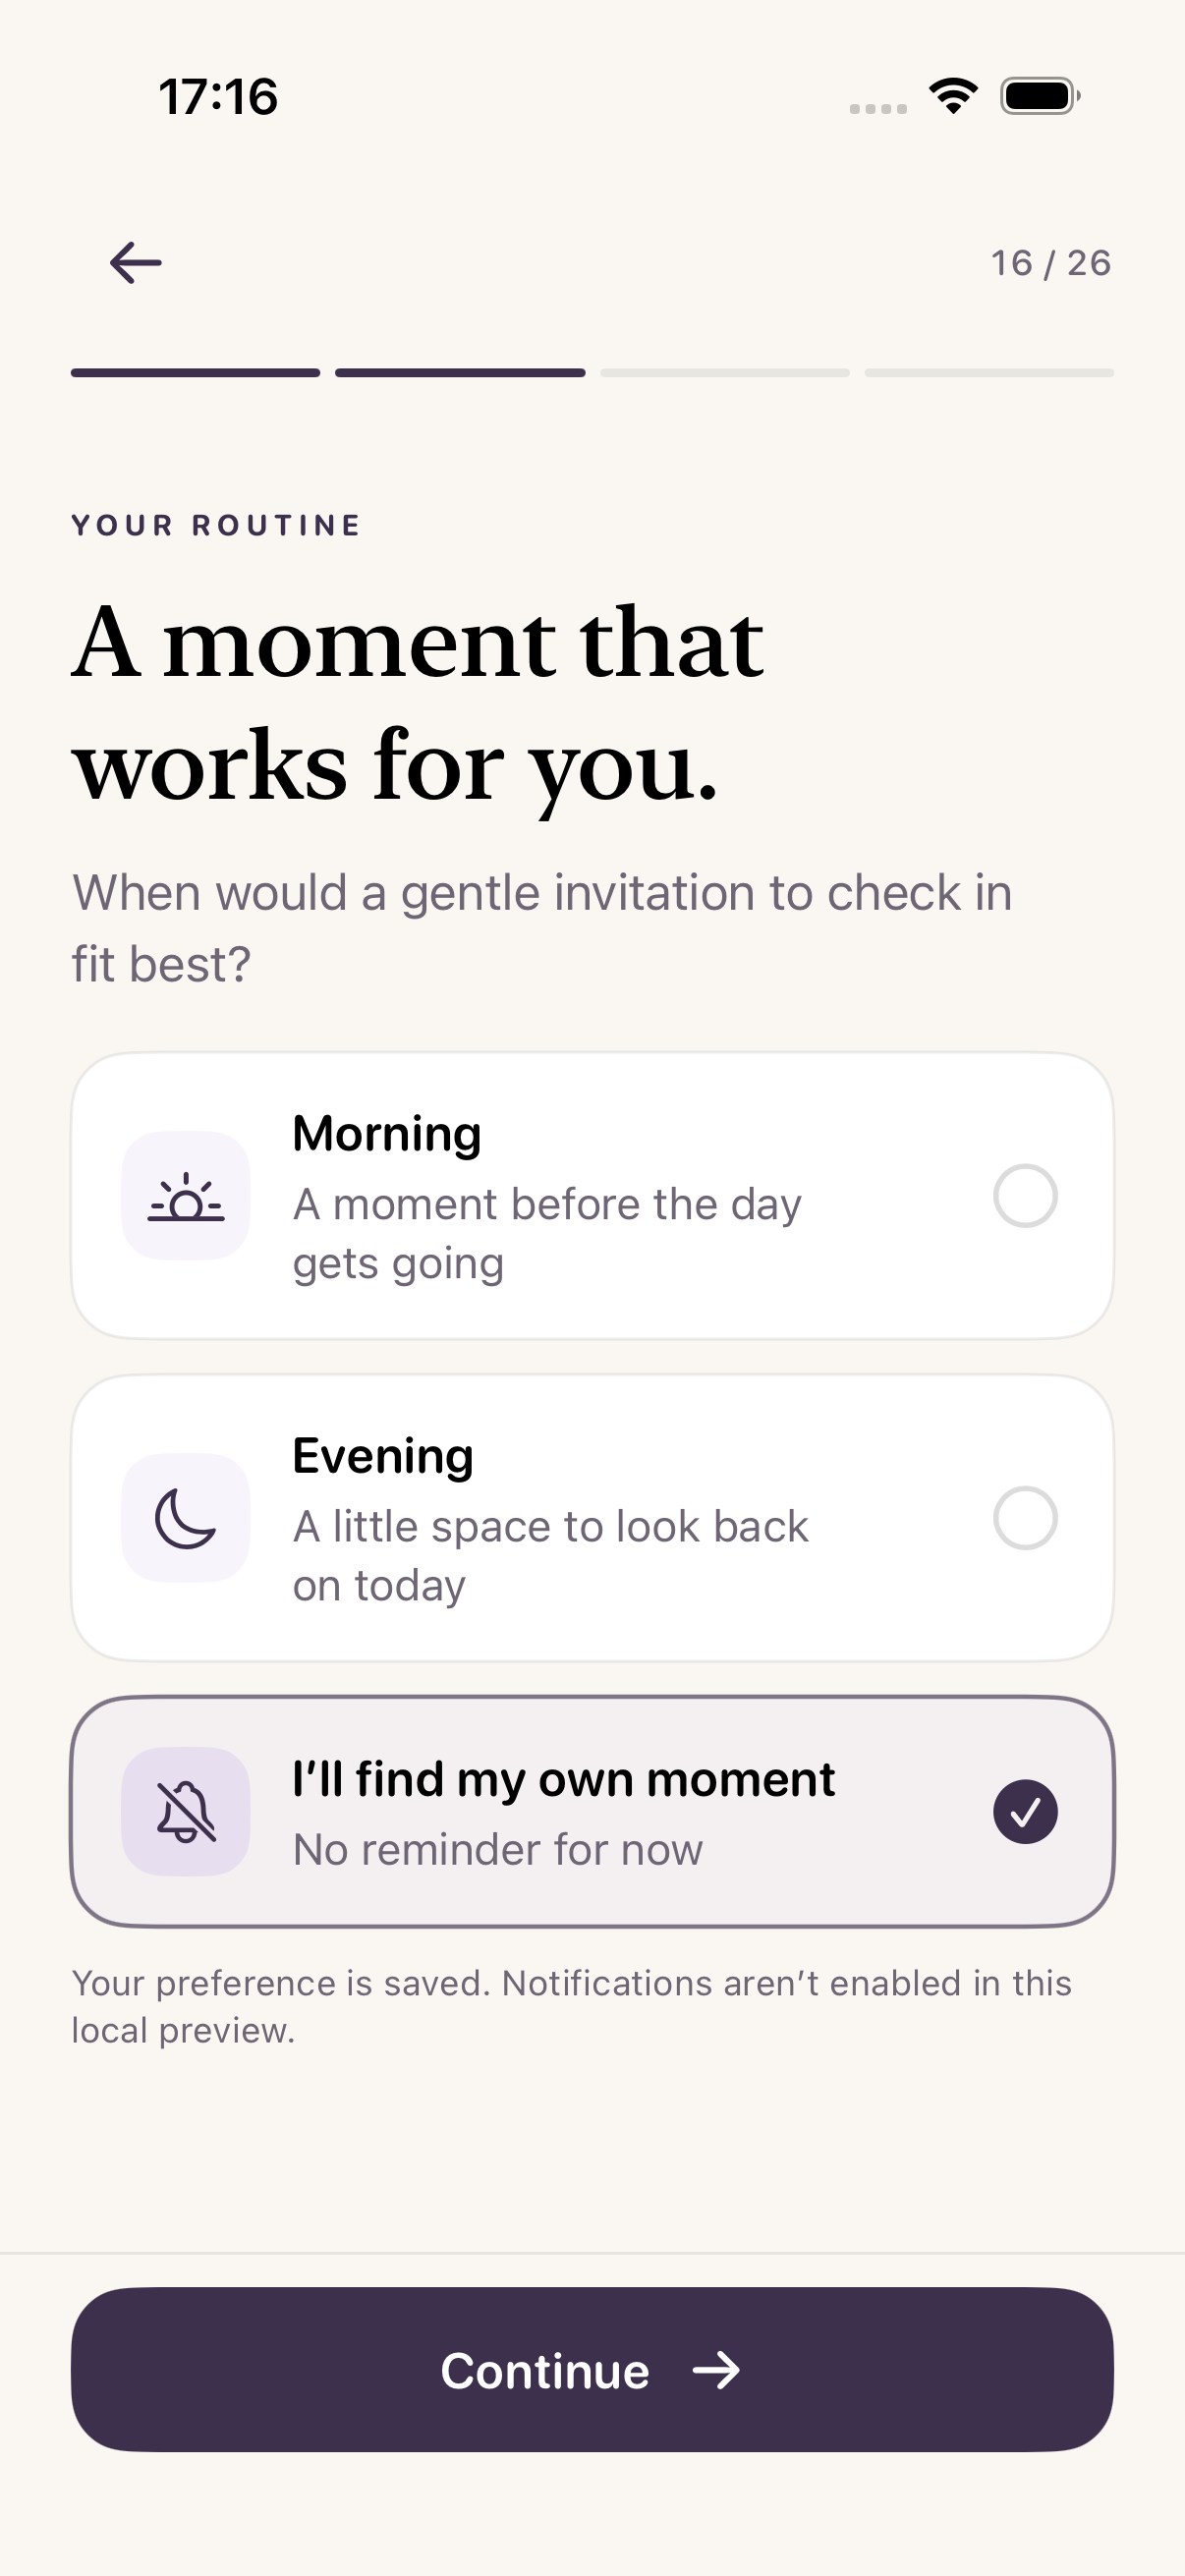 17:16
16 / 26
YOUR ROUTINE
A moment that
works for you.
When would a gentle invitation to check in
fit best?
Morning
A moment before the day
gets going
Evening
A little space to look back
on today
I’ll find my own moment
No reminder for now
Your preference is saved. Notifications aren’t enabled in this
local preview.
Continue